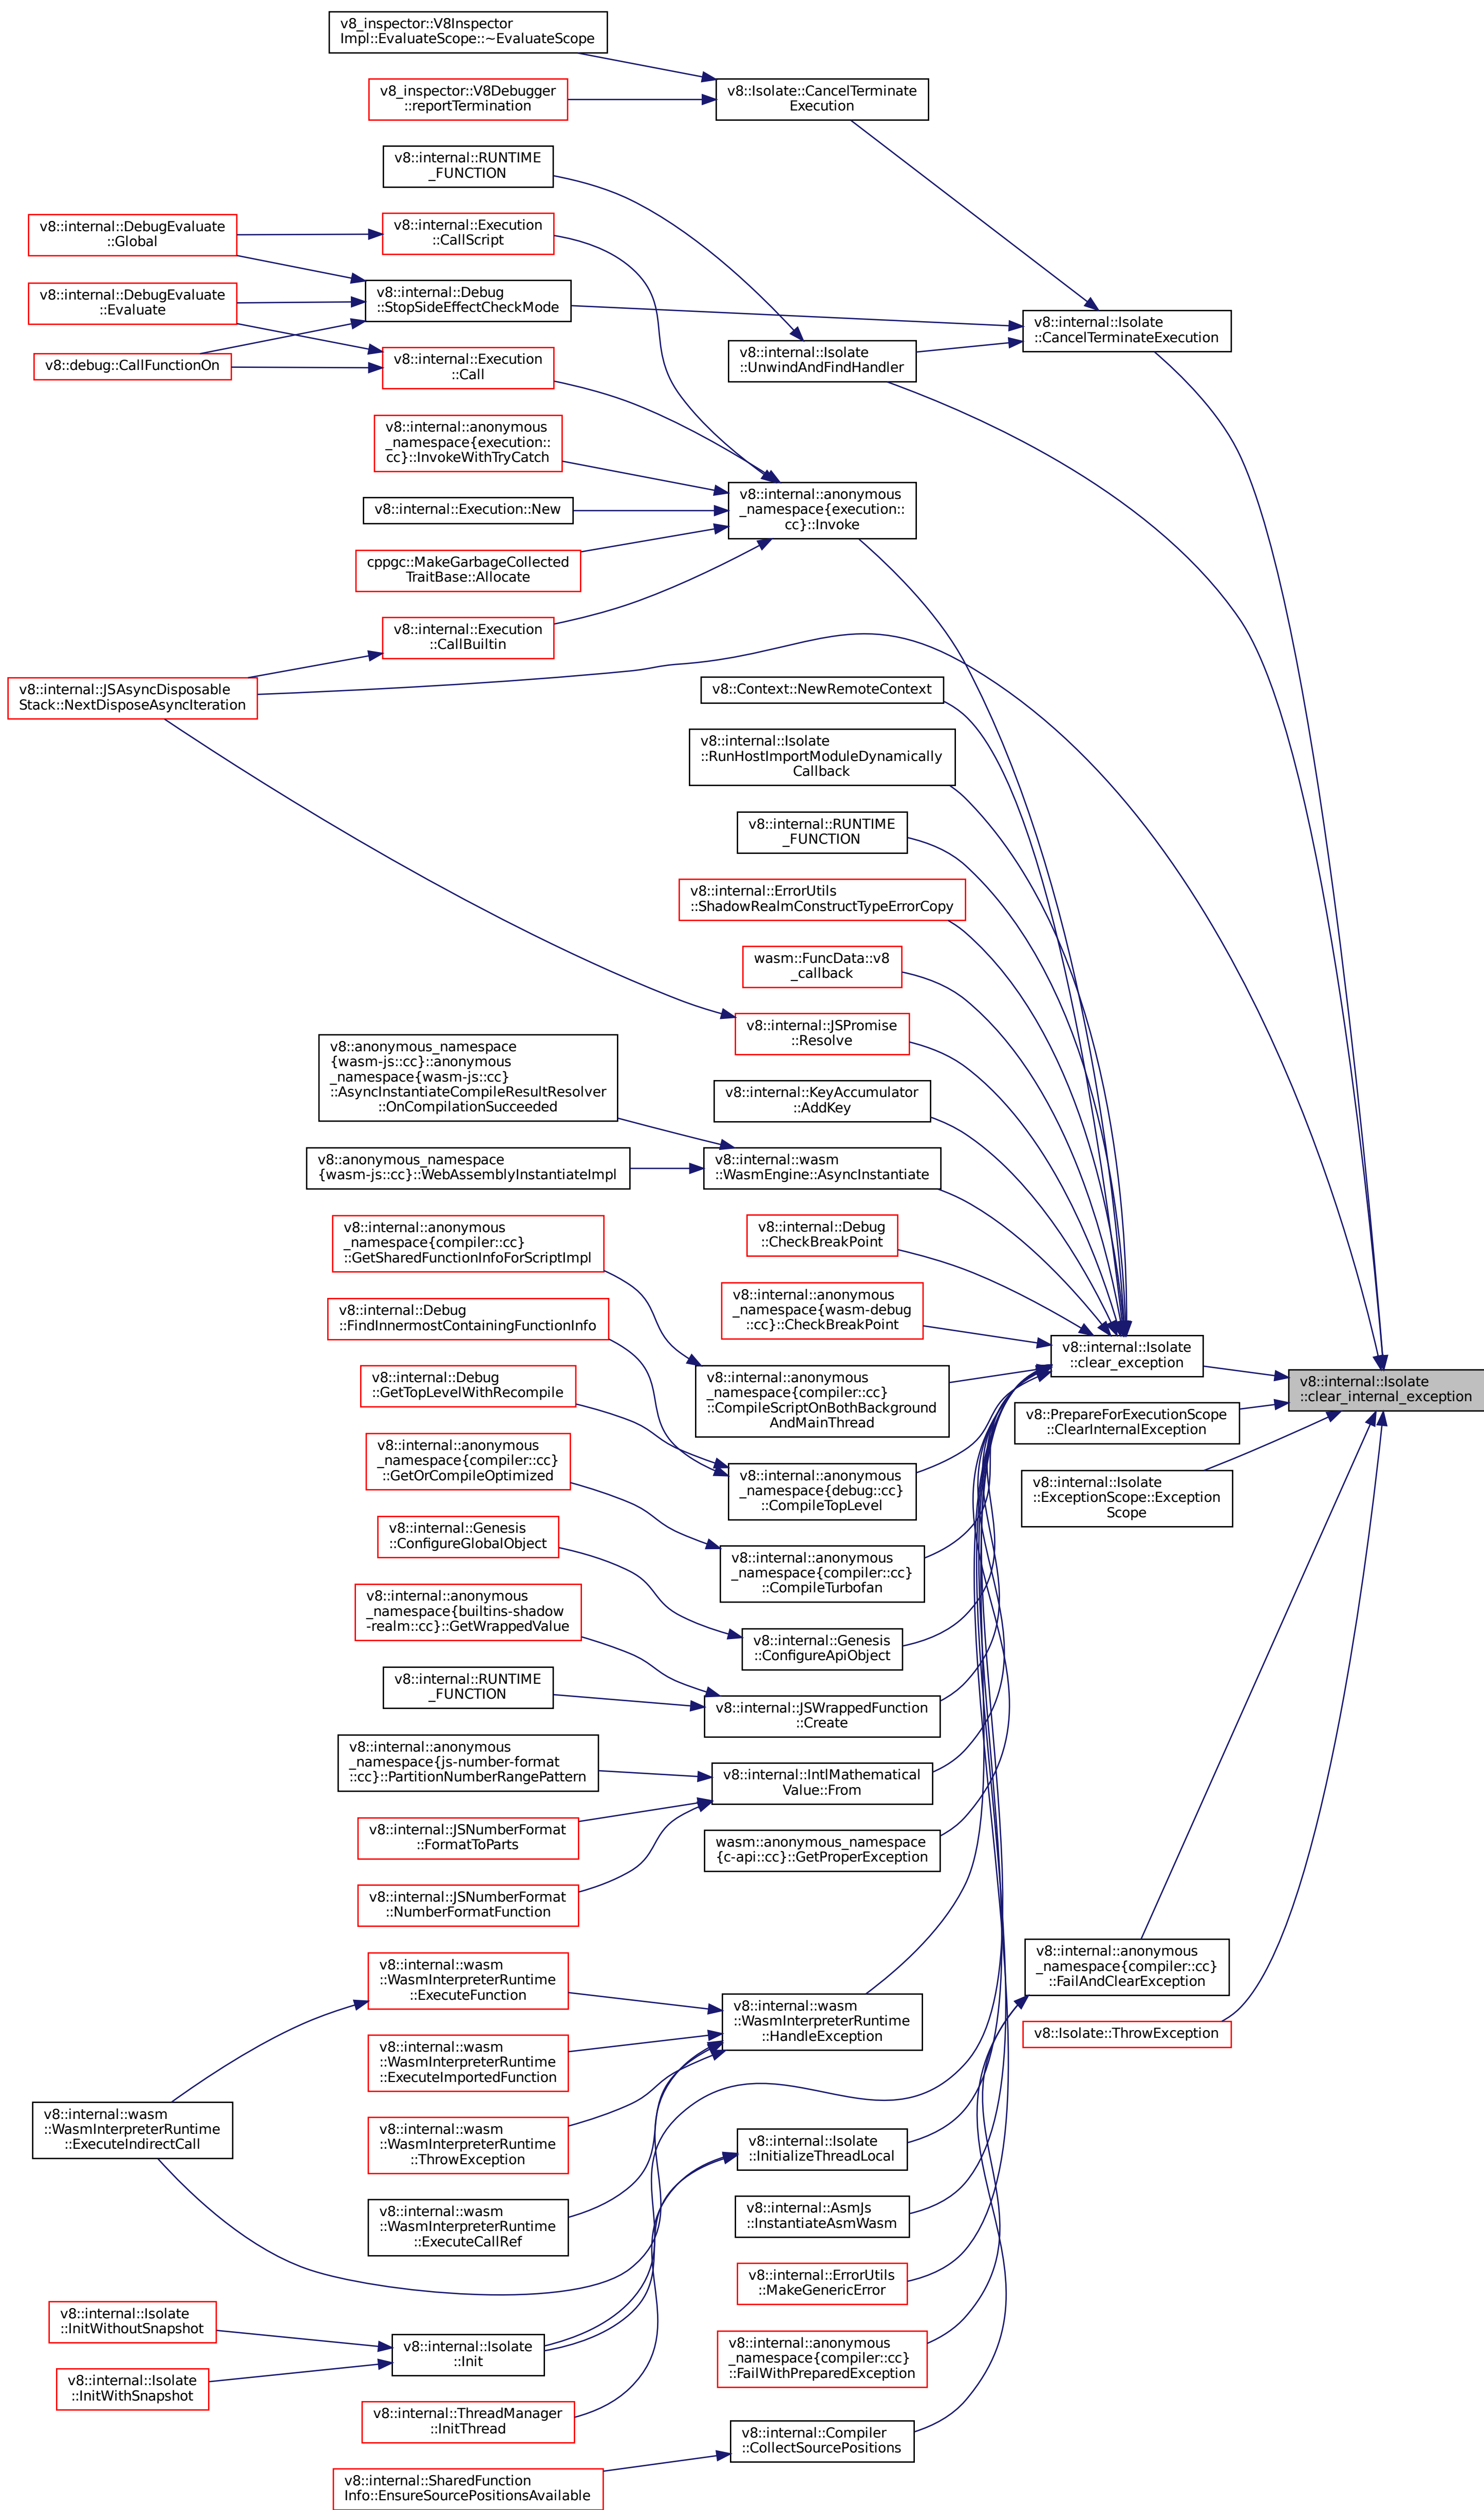 v8_inspector::V8Inspector
Impl::EvaluateScope::~EvaluateScope
v8_inspector::V8Debugger
::reportTermination
v8::Isolate::CancelTerminate
Execution
v8::internal::RUNTIME
_FUNCTION
v8::internal::DebugEvaluate
::Global
v8::internal::Execution
::CallScript
v8::internal::DebugEvaluate
::Evaluate
v8::internal::Debug
::StopSideEffectCheckMode
v8::internal::Isolate
::CancelTerminateExecution
v8::debug::CallFunctionOn
v8::internal::Execution
::Call
v8::internal::Isolate
::UnwindAndFindHandler
v8::internal::anonymous
_namespace{execution::
cc}::InvokeWithTryCatch
v8::internal::Execution::New
v8::internal::anonymous
_namespace{execution::
cc}::Invoke
cppgc::MakeGarbageCollected
TraitBase::Allocate
v8::internal::Execution
::CallBuiltin
v8::internal::JSAsyncDisposable
Stack::NextDisposeAsyncIteration
v8::Context::NewRemoteContext
v8::internal::Isolate
::RunHostImportModuleDynamically
Callback
v8::internal::RUNTIME
_FUNCTION
v8::internal::ErrorUtils
::ShadowRealmConstructTypeErrorCopy
wasm::FuncData::v8
_callback
v8::internal::JSPromise
::Resolve
v8::anonymous_namespace
{wasm-js::cc}::anonymous
_namespace{wasm-js::cc}
::AsyncInstantiateCompileResultResolver
::OnCompilationSucceeded
v8::internal::KeyAccumulator
::AddKey
v8::anonymous_namespace
{wasm-js::cc}::WebAssemblyInstantiateImpl
v8::internal::wasm
::WasmEngine::AsyncInstantiate
v8::internal::anonymous
_namespace{compiler::cc}
::GetSharedFunctionInfoForScriptImpl
v8::internal::Debug
::CheckBreakPoint
v8::internal::Debug
::FindInnermostContainingFunctionInfo
v8::internal::anonymous
_namespace{wasm-debug
::cc}::CheckBreakPoint
v8::internal::Isolate
::clear_exception
v8::internal::Isolate
::clear_internal_exception
v8::internal::Debug
::GetTopLevelWithRecompile
v8::internal::anonymous
_namespace{compiler::cc}
::CompileScriptOnBothBackground
AndMainThread
v8::PrepareForExecutionScope
::ClearInternalException
v8::internal::anonymous
_namespace{compiler::cc}
::GetOrCompileOptimized
v8::internal::anonymous
_namespace{debug::cc}
::CompileTopLevel
v8::internal::Isolate
::ExceptionScope::Exception
Scope
v8::internal::Genesis
::ConfigureGlobalObject
v8::internal::anonymous
_namespace{compiler::cc}
::CompileTurbofan
v8::internal::anonymous
_namespace{builtins-shadow
-realm::cc}::GetWrappedValue
v8::internal::Genesis
::ConfigureApiObject
v8::internal::RUNTIME
_FUNCTION
v8::internal::JSWrappedFunction
::Create
v8::internal::anonymous
_namespace{js-number-format
::cc}::PartitionNumberRangePattern
v8::internal::IntlMathematical
Value::From
v8::internal::JSNumberFormat
::FormatToParts
wasm::anonymous_namespace
{c-api::cc}::GetProperException
v8::internal::JSNumberFormat
::NumberFormatFunction
v8::internal::wasm
::WasmInterpreterRuntime
::ExecuteFunction
v8::internal::wasm
::WasmInterpreterRuntime
::HandleException
v8::internal::anonymous
_namespace{compiler::cc}
::FailAndClearException
v8::Isolate::ThrowException
v8::internal::wasm
::WasmInterpreterRuntime
::ExecuteImportedFunction
v8::internal::wasm
::WasmInterpreterRuntime
::ExecuteIndirectCall
v8::internal::wasm
::WasmInterpreterRuntime
::ThrowException
v8::internal::Isolate
::InitializeThreadLocal
v8::internal::wasm
::WasmInterpreterRuntime
::ExecuteCallRef
v8::internal::AsmJs
::InstantiateAsmWasm
v8::internal::ErrorUtils
::MakeGenericError
v8::internal::Isolate
::InitWithoutSnapshot
v8::internal::Isolate
::Init
v8::internal::anonymous
_namespace{compiler::cc}
::FailWithPreparedException
v8::internal::Isolate
::InitWithSnapshot
v8::internal::ThreadManager
::InitThread
v8::internal::Compiler
::CollectSourcePositions
v8::internal::SharedFunction
Info::EnsureSourcePositionsAvailable